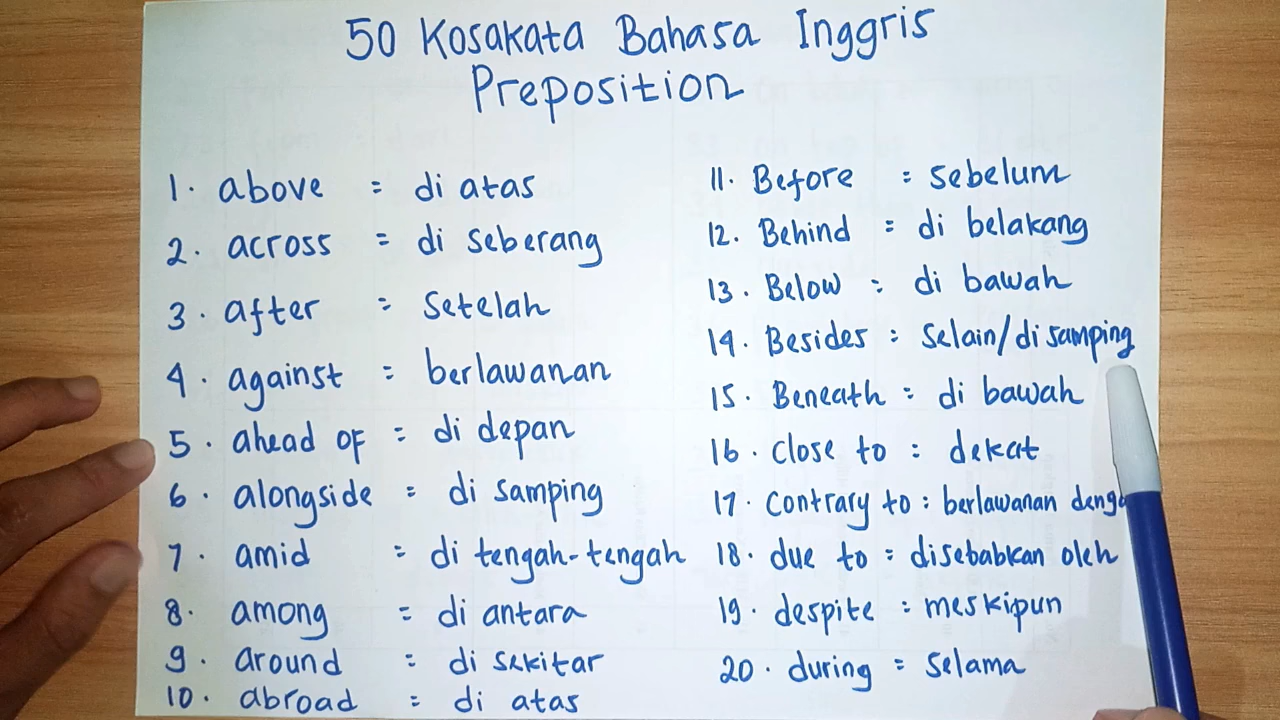 50 Kosakata Bahasa Inggris
Preposition
1. above = di atas
2. across = di seberang
3. after = setelah
4. against = berlawanan
5. ahead of = di depan
6. alongside = di samping
7. amid = di tengah-tengah
8. among = di antara
9. around = di sekitar
10. abroad = di atas
11. Before = sebelum
12. Behind = di belakang
13. Below = di bawah
14. Besides = selain/di samping
15. Beneath = di bawah
16. Close to = dekat
17. Contrary to = berlawanan
18. due to = disebabkan oleh
19. despite = meskipun
20. during = selama